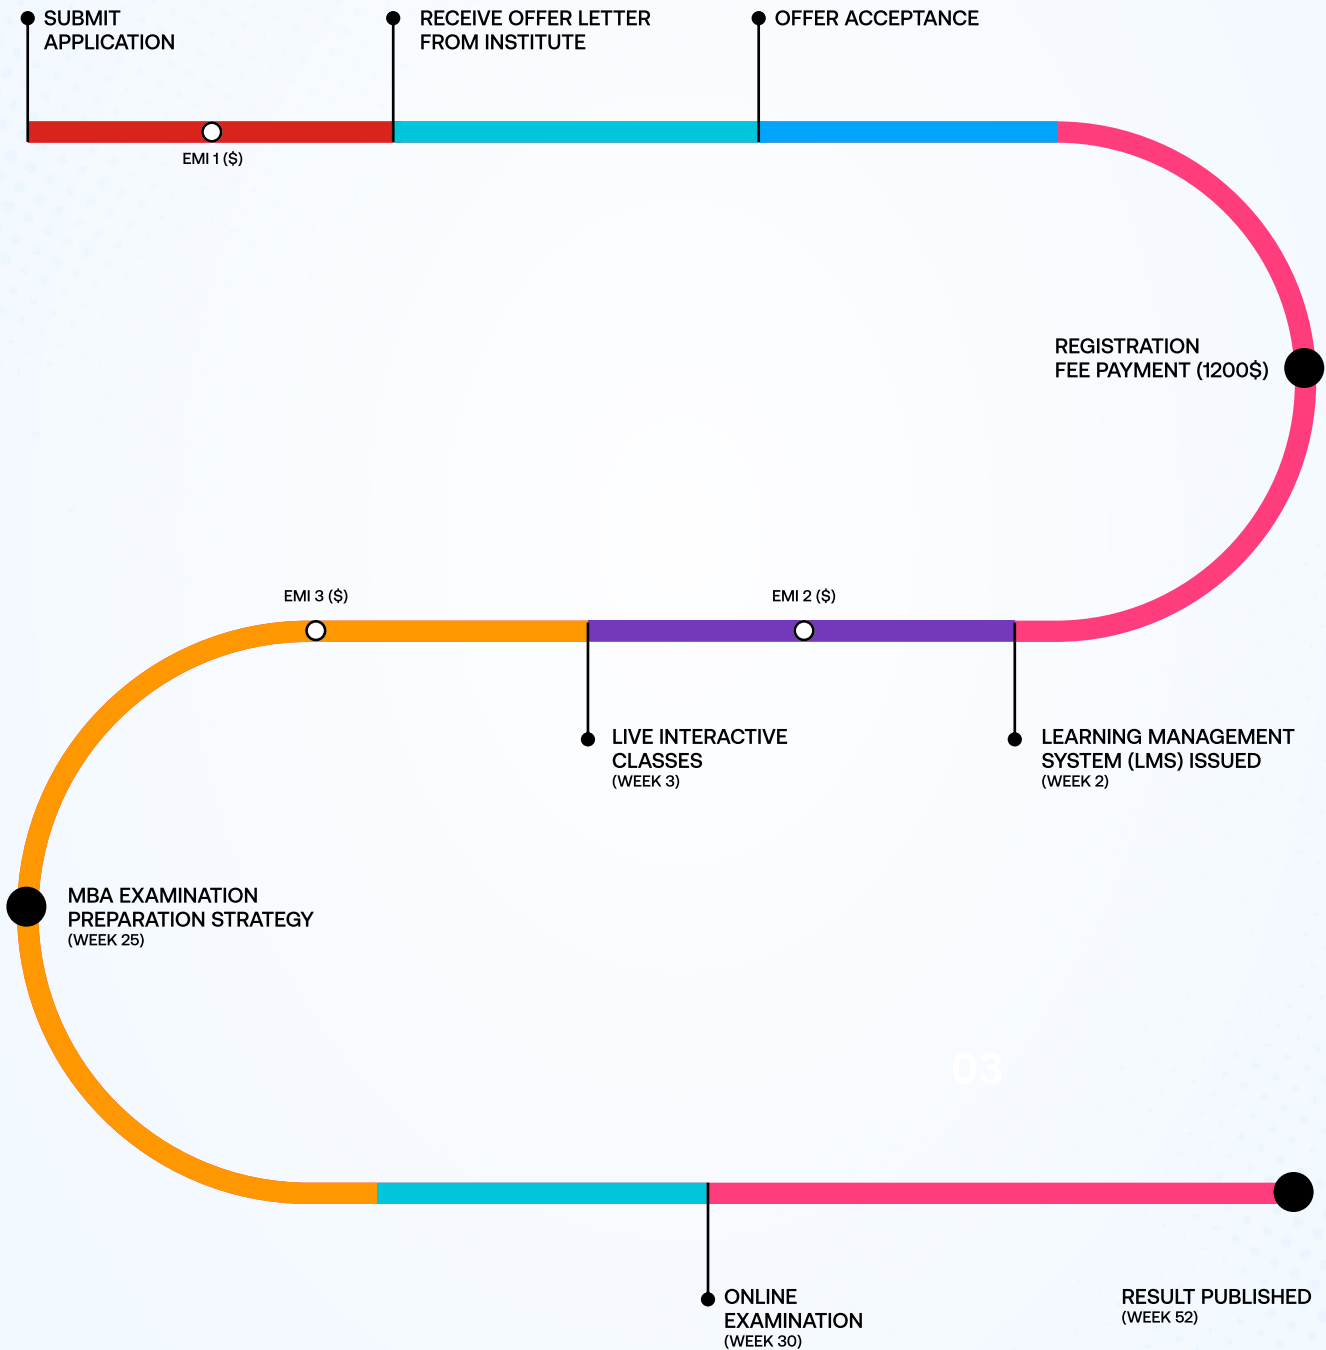 SUBMIT
APPLICATION
RECEIVE OFFER LETTER
FROM INSTITUTE
OFFER ACCEPTANCE
EMI 1 ($)
REGISTRATION
FEE PAYMENT (1200$)
EMI 3 ($)
EMI 2 ($)
LIVE INTERACTIVE
CLASSES
(WEEK 3)
LEARNING MANAGEMENT
SYSTEM (LMS) ISSUED
(WEEK 2)
MBA EXAMINATION
PREPARATION STRATEGY
(WEEK 25)
03
ONLINE
EXAMINATION
(WEEK 30)
RESULT PUBLISHED
(WEEK 52)